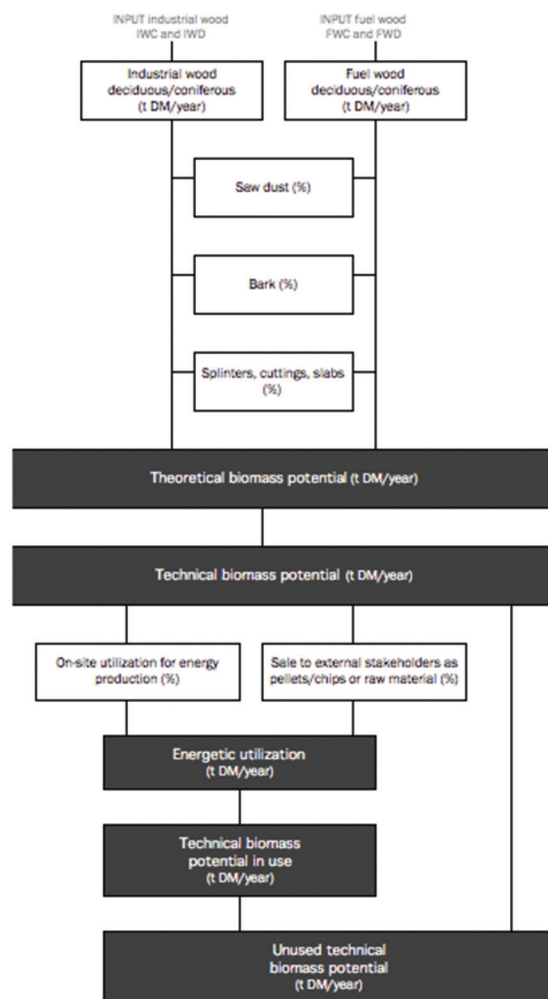 INPUT industrial wood
IWC and IWD
INPUT fuel wood
FWC and FWD
Industrial wood
deciduous/coniferous
(t DM/year)
Fuel wood
deciduous/coniferous
(t DM/year)
Saw dust (%)
Bark (%)
Splinters, cuttings, slabs
(%)
Theoretical biomass potential (t DM/year)
Technical biomass potential (t DM/year)
On-site utilization for energy
production (%)
Sale to external stakeholders as
pellets/chips or raw material (%)
Energetic utilization
(t DM/year)
Technical biomass
potential in use
(t DM/year)
Unused technical
biomass potential
(t DM/year)